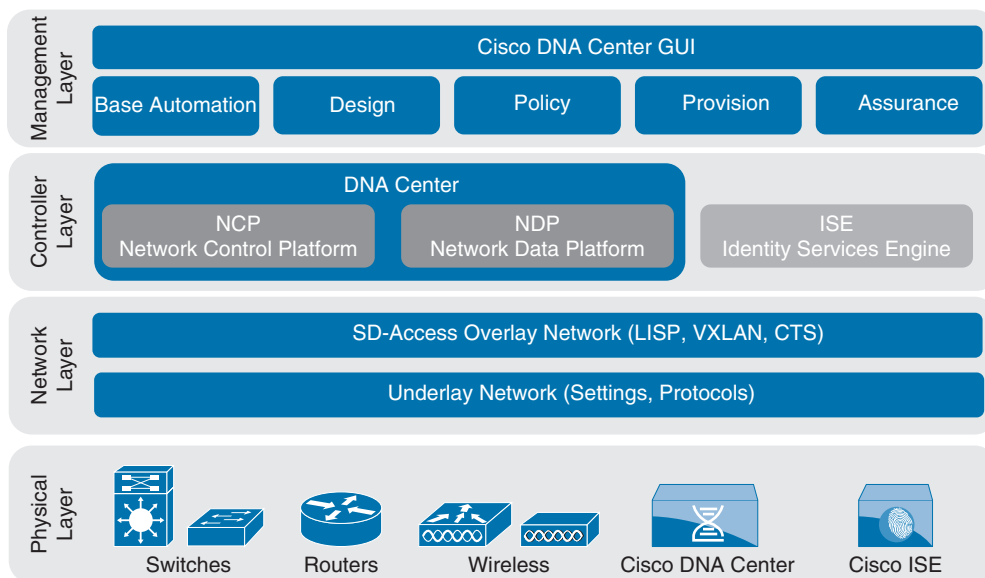 Management
Layer
Cisco DNA Center GUI
Base Automation
Design
Policy
Provision
Assurance
Controller
Layer
DNA Center
NCP
Network Control Platform
NDP
Network Data Platform
ISE
Identity Services Engine
Network
Layer
SD-Access Overlay Network (LISP, VXLAN, CTS)
Underlay Network (Settings, Protocols)
Physical
Layer
Switches
Routers
Wireless
Cisco DNA Center
Cisco ISE